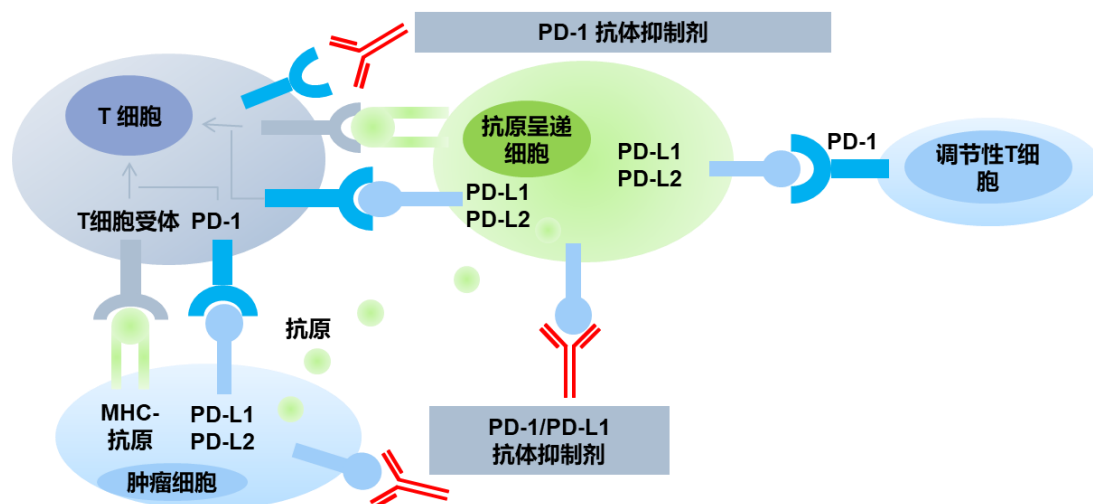 PD-1 抗体抑制剂
T 细胞
抗原呈递
细胞
PD-L1
PD-L2
PD-1
调节性T细
胞
PD-L1
PD-L2
T细胞受体 PD-1
抗原
MHC-
抗原
PD-L1
PD-L2
肿瘤细胞
PD-1/PD-L1
抗体抑制剂